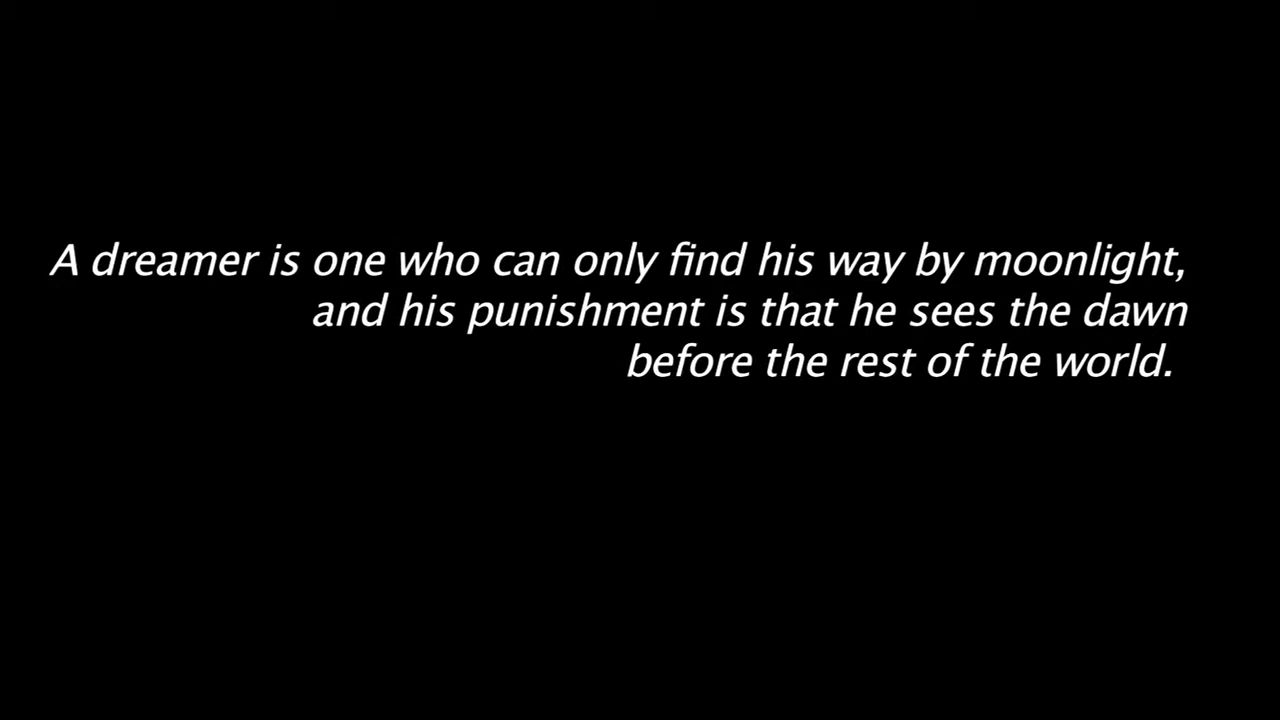 A dreamer is one who can only find his way by moonlight,
and his punishment is that he sees the dawn
before the rest of the world.